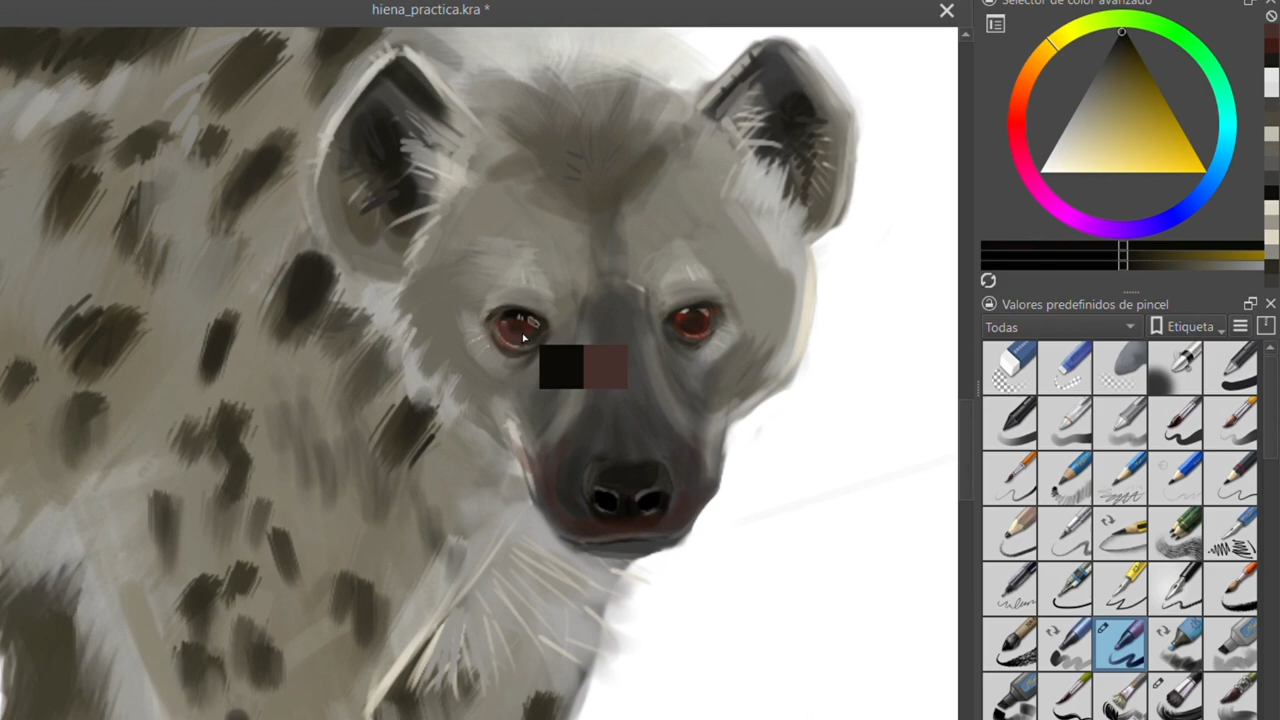 hiena_practica.kra *
Selector de color avanzado
Valores predefinidos de pincel
Todas
Etiqueta